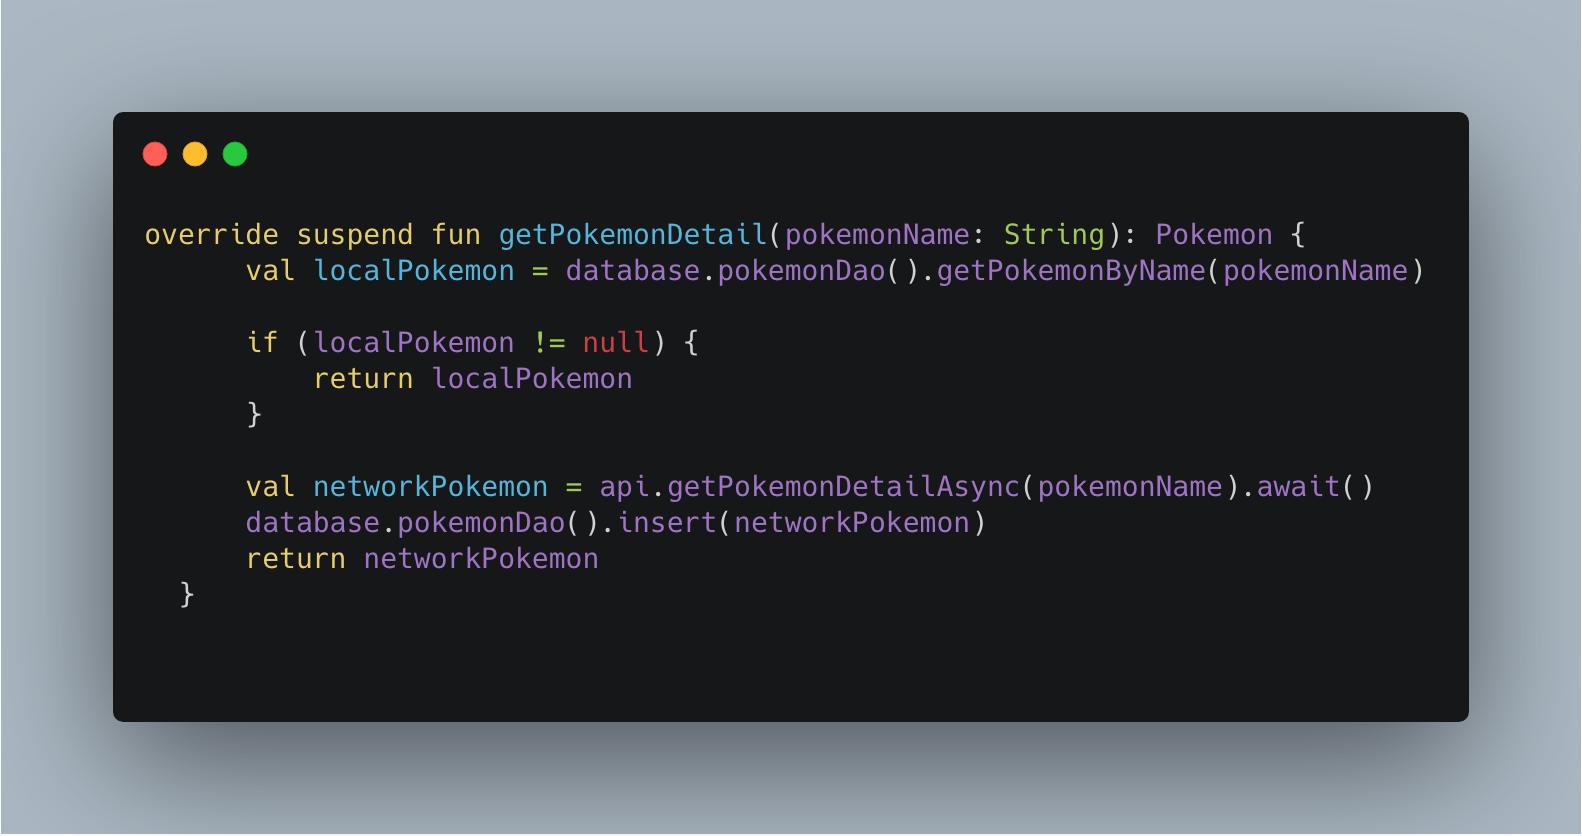 override suspend fun getPokemonDetail(pokemonName: String): Pokemon {
      val localPokemon = database.pokemonDao().getPokemonByName(pokemonName)

      if (localPokemon != null) {
          return localPokemon
      }

      val networkPokemon = api.getPokemonDetailAsync(pokemonName).await()
      database.pokemonDao().insert(networkPokemon)
      return networkPokemon
  }